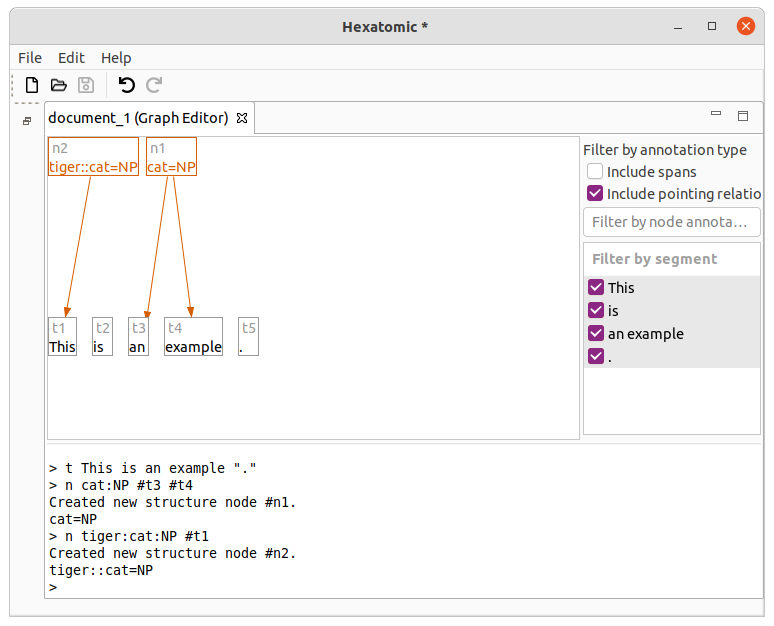 Hexatomic *
File Edit Help
document_1 (Graph Editor)
n2
tiger::cat=NP
n1
cat=NP
t1
This
t2
is
t3
an
t4
example
t5
.
Filter by annotation type
Include spans
Include pointing relatio
Filter by node annota...
Filter by segment
This
is
an example
.
> t This is an example "."
> n cat:NP #t3 #t4
Created new structure node #n1.
cat=NP
> n tiger:cat:NP #t1
Created new structure node #n2.
tiger::cat=NP
>